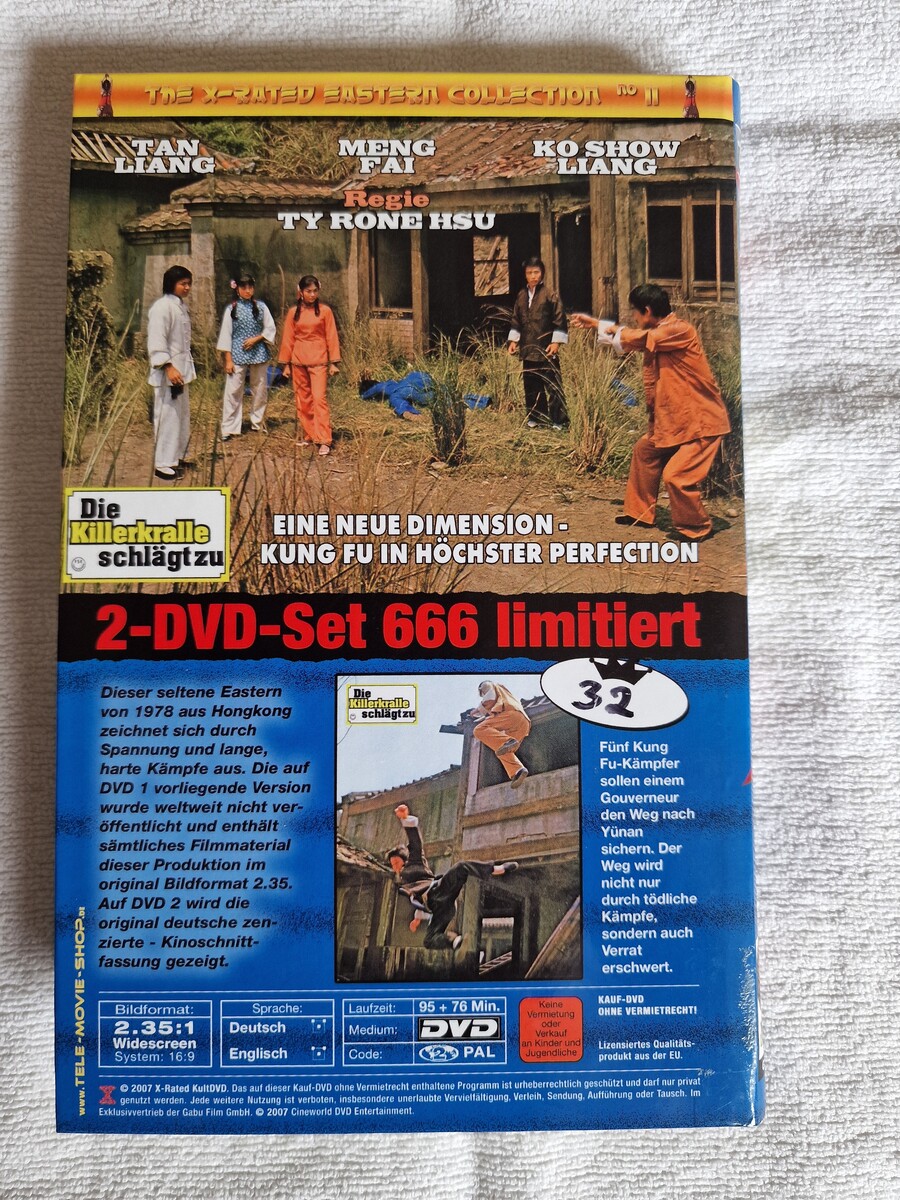 THE X-RATED EASTERN COLLECTION NO 11
TAN LIANG
MENG FAI
KO SHOW LIANG
Regie
TY RONE HSU
Die
Killerkralle
schlägt zu
EINE NEUE DIMENSION -
KUNG FU IN HÖCHSTER PERFECTION
2-DVD-Set 666 limitiert
Dieser seltene Eastern
von 1978 aus Hongkong
zeichnet sich durch
Spannung und lange,
harte Kämpfe aus. Die auf
DVD 1 vorliegende Version
wurde weltweit nicht ver-
öffentlicht und enthält
sämtliches Filmmaterial
dieser Produktion im
original Bildformat 2.35.
Auf DVD 2 wird die
original deutsche zen-
zierte - Kinoschnitt-
fassung gezeigt.
Die
Killerkralle
schlägt zu
32
Fünf Kung
Fu-Kämpfer
sollen einem
Gouverneur
den Weg nach
Yünan
sichern. Der
Weg wird
nicht nur
durch tödliche
Kämpfe,
sondern auch
Verrat
erschwert.
www.TELE-MOVIE-SHOP.DE
Bildformat:
2.35:1
Widescreen
System: 16:9
Sprache:
Deutsch
Englisch
Laufzeit: 95 + 76 Min.
Medium: DVD
Code: 2 PAL
Keine
Vermietung
oder
Verkauf
an Kinder und
Jugendliche
KAUF-DVD
OHNE VERMIETRECHT!
Lizensiertes Qualitäts-
produkt aus der EU.
© 2007 X-Rated KultDVD. Das auf dieser Kauf-DVD ohne Vermietrecht enthaltene Programm ist urheberrechtlich geschützt und darf nur privat
genutzt werden. Jede weitere Nutzung ist verboten, insbesondere unerlaubte Vervielfältigung, Verleih, Sendung, Aufführung oder Tausch. Im
Exklusivvertrieb der Gabu Film GmbH. © 2007 Cineworld DVD Entertainment.